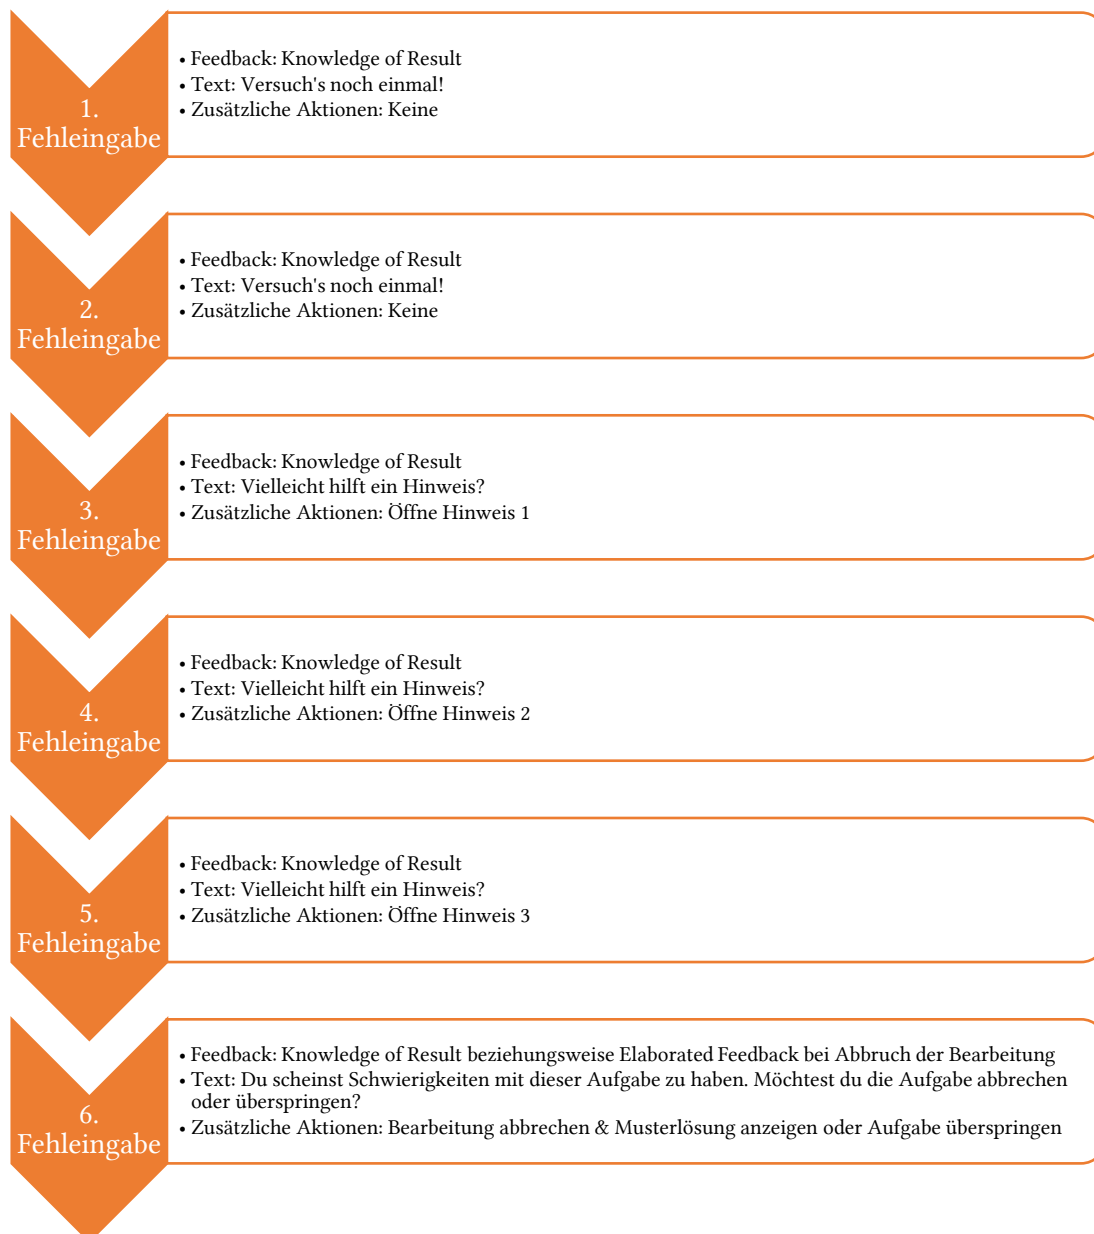 1.
Fehleingabe
• Feedback: Knowledge of Result
• Text: Versuch's noch einmal!
• Zusätzliche Aktionen: Keine
2.
Fehleingabe
• Feedback: Knowledge of Result
• Text: Versuch's noch einmal!
• Zusätzliche Aktionen: Keine
3.
Fehleingabe
• Feedback: Knowledge of Result
• Text: Vielleicht hilft ein Hinweis?
• Zusätzliche Aktionen: Öffne Hinweis 1
4.
Fehleingabe
• Feedback: Knowledge of Result
• Text: Vielleicht hilft ein Hinweis?
• Zusätzliche Aktionen: Öffne Hinweis 2
5.
Fehleingabe
• Feedback: Knowledge of Result
• Text: Vielleicht hilft ein Hinweis?
• Zusätzliche Aktionen: Öffne Hinweis 3
6.
Fehleingabe
• Feedback: Knowledge of Result beziehungsweise Elaborated Feedback bei Abbruch der Bearbeitung
• Text: Du scheinst Schwierigkeiten mit dieser Aufgabe zu haben. Möchtest du die Aufgabe abbrechen
oder überspringen?
• Zusätzliche Aktionen: Bearbeitung abbrechen & Musterlösung anzeigen oder Aufgabe überspringen